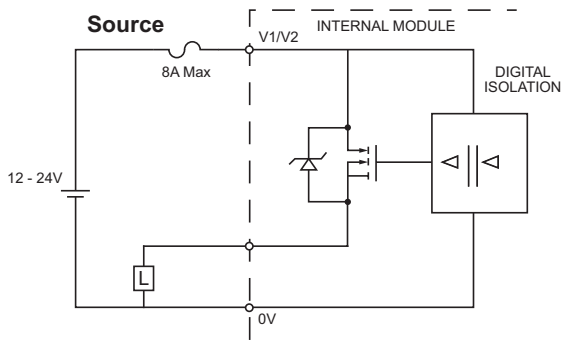 Source
INTERNAL MODULE
V1/V2
8A Max
DIGITAL
ISOLATION
12 - 24V
L
0V